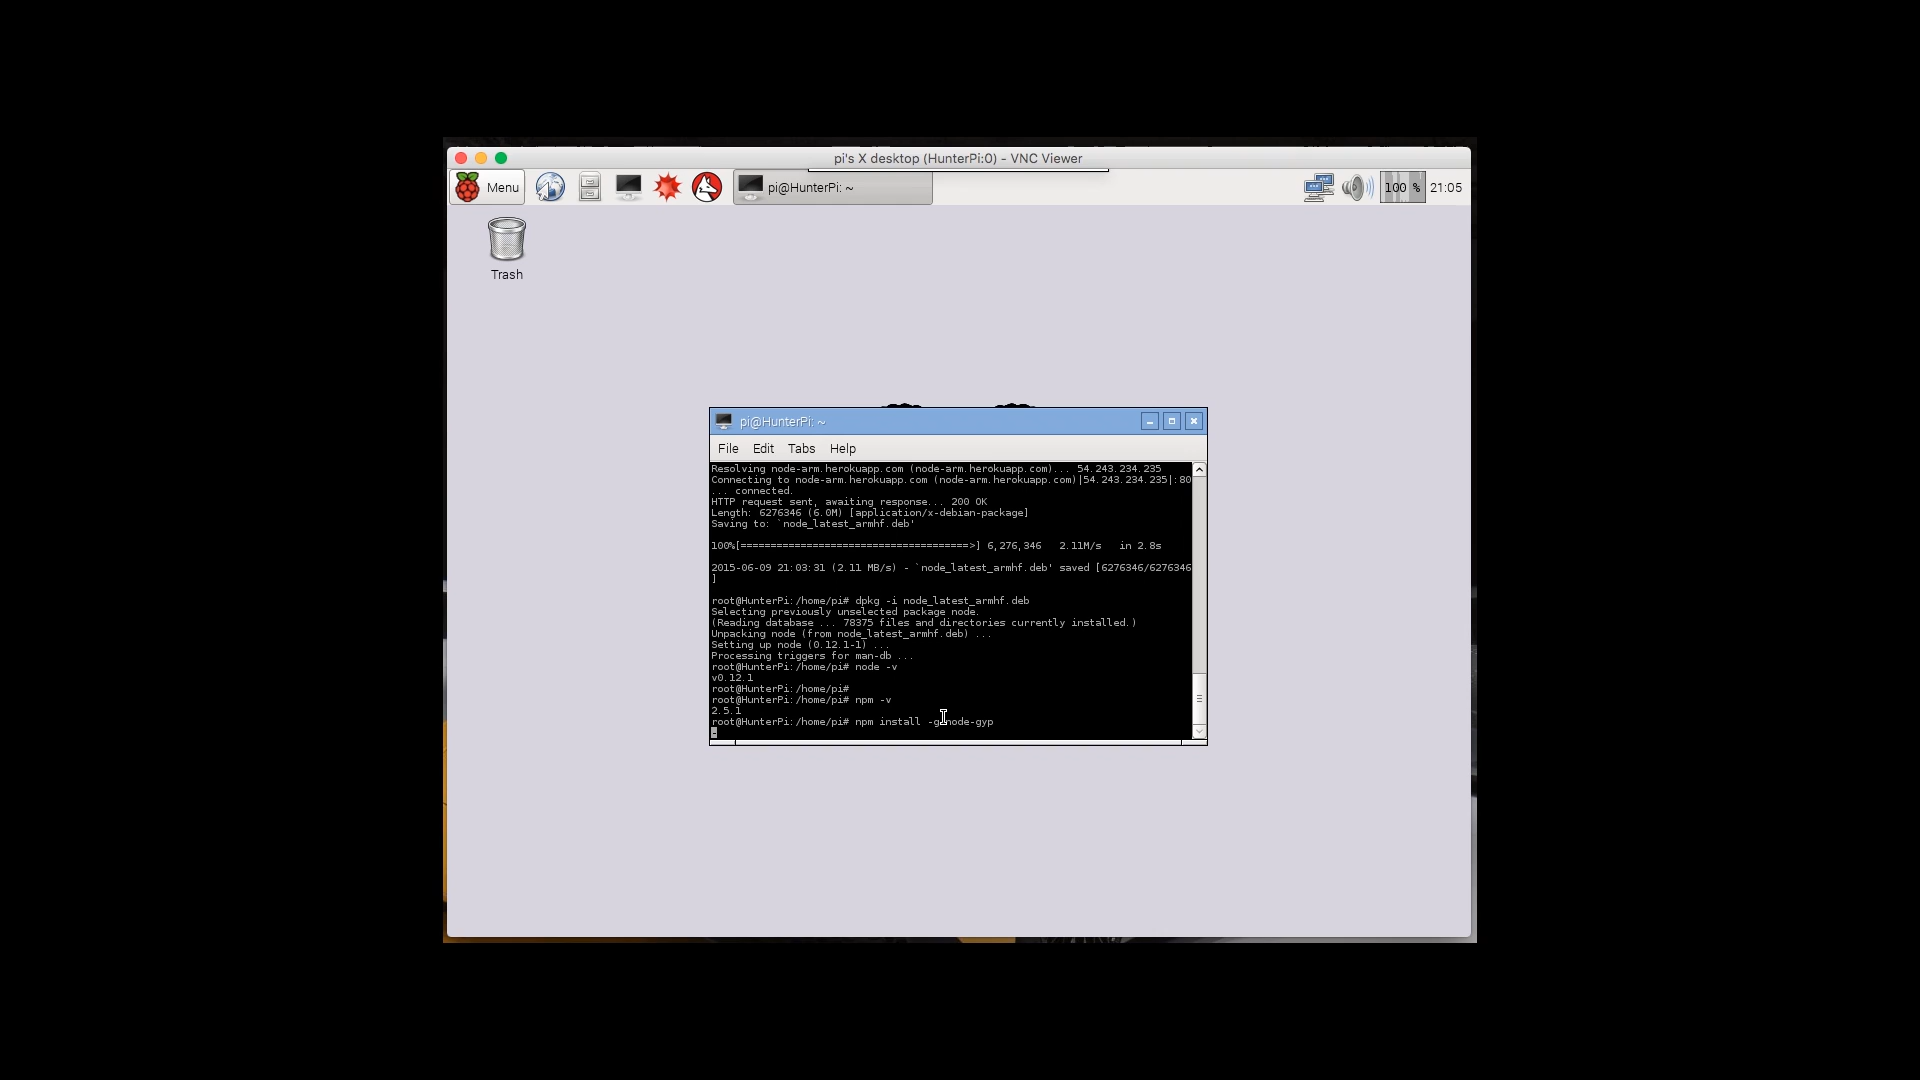 pi's X desktop (HunterPi:0) - VNC Viewer
Menu
pi@HunterPi: ~
100 %
21:05
Trash
pi@HunterPi: ~
File Edit Tabs Help
Resolving node-arm.herokuapp.com (node-arm.herokuapp.com)... 54.243.234.235
Connecting to node-arm.herokuapp.com (node-arm.herokuapp.com)|54.243.234.235|:80
... connected.
HTTP request sent, awaiting response... 200 OK
Length: 6276346 (6.0M) [application/x-debian-package]
Saving to: `node_latest_armhf.deb'
100%[======================================>] 6,276,346   2.11M/s   in 2.8s
2015-06-09 21:03:31 (2.11 MB/s) - `node_latest_armhf.deb' saved [6276346/6276346
]
root@HunterPi:/home/pi# dpkg -i node_latest_armhf.deb
Selecting previously unselected package node.
(Reading database ... 78375 files and directories currently installed.)
Unpacking node (from node_latest_armhf.deb) ...
Setting up node (0.12.1-1) ...
Processing triggers for man-db ...
root@HunterPi:/home/pi# node -v
v0.12.1
root@HunterPi:/home/pi#
root@HunterPi:/home/pi# npm -v
2.5.1
root@HunterPi:/home/pi# npm install -g node-gyp